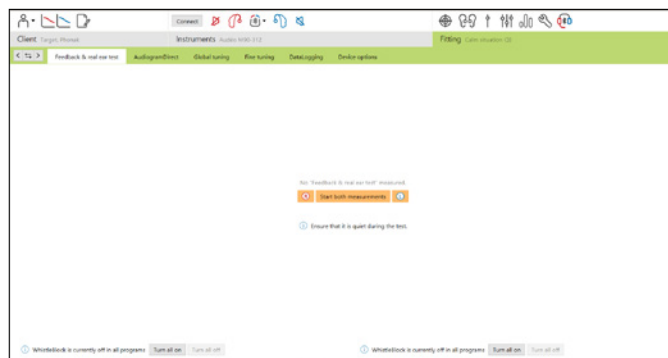 Connect
Client Target, Phonak
Instruments Audéo M90-312
Fitting Calm situation
Feedback & real ear test
AudiogramDirect
Global tuning
Fine tuning
DataLogging
Device options
No 'Feedback & real ear test' measured.
Start both measurements
Ensure that it is quiet during the test.
WhistleBlock is currently off in all programs Turn all on Turn all off
WhistleBlock is currently off in all programs Turn all on Turn all off